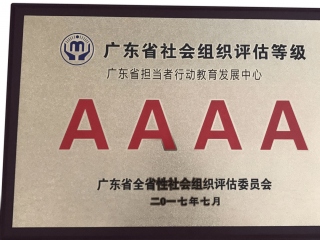 广东省社会组织评估等级
广东省担当者行动教育发展中心
AAAA
广东省全省性社会组织评估委员会
二〇一七年七月